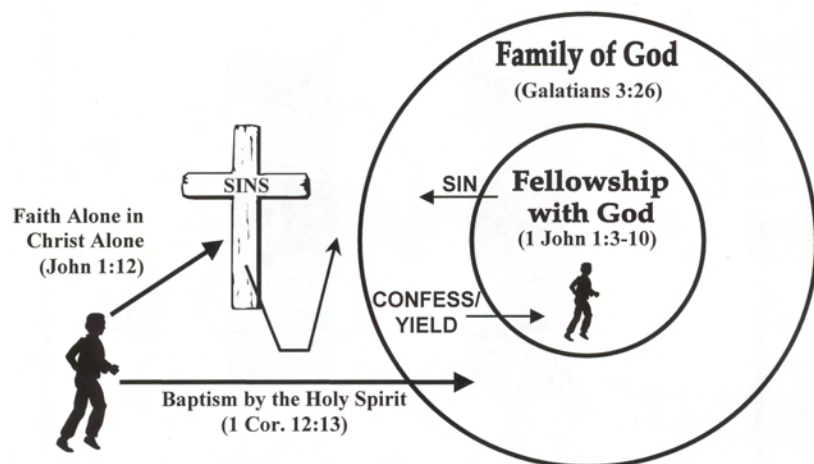 Family of God
(Galatians 3:26)
SINS
SIN
Fellowship
with God
(1 John 1:3-10)
Faith Alone in
Christ Alone
(John 1:12)
CONFESS/
YIELD
Baptism by the Holy Spirit
(1 Cor. 12:13)